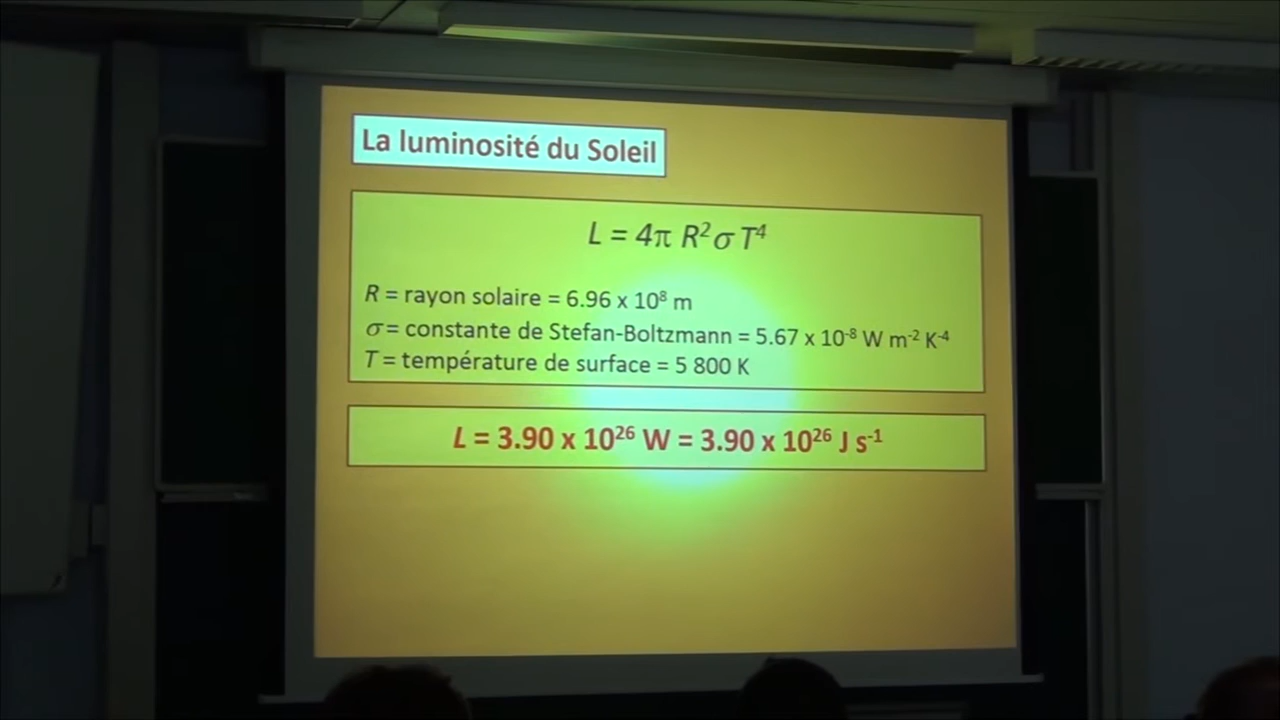 La luminosité du Soleil
L = 4π R² σ T⁴
R = rayon solaire = 6.96 x 10⁸ m
σ = constante de Stefan-Boltzmann = 5.67 x 10⁻⁸ W m⁻² K⁻⁴
T = température de surface = 5 800 K
L = 3.90 x 10²⁶ W = 3.90 x 10²⁶ J s⁻¹